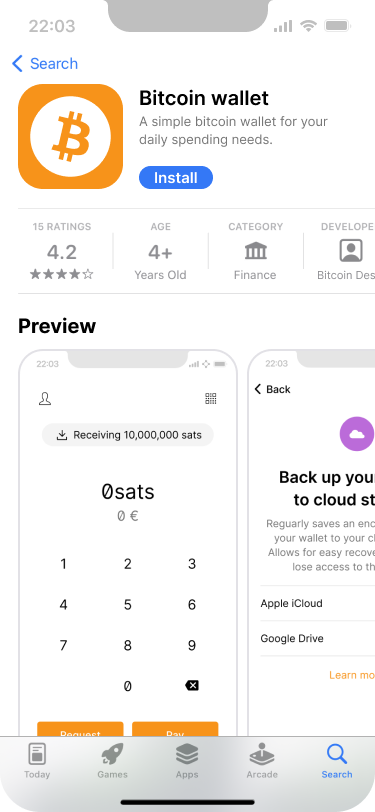 22:03
Search
Bitcoin wallet
A simple bitcoin wallet for your
daily spending needs.
Install
15 RATINGS
4.2
AGE
4+
Years Old
CATEGORY
Finance
DEVELOPE
Bitcoin Des
Preview
22:03
Receiving 10,000,000 sats
0sats
0 €
1 2 3
4 5 6
7 8 9
0
Request Pay
22:03
Back
Back up your
to cloud st
Reguarly saves an enc
your wallet to your cl
Allows for easy recove
lose access to th
Apple iCloud
Google Drive
Learn mo
Today Games Apps Arcade Search